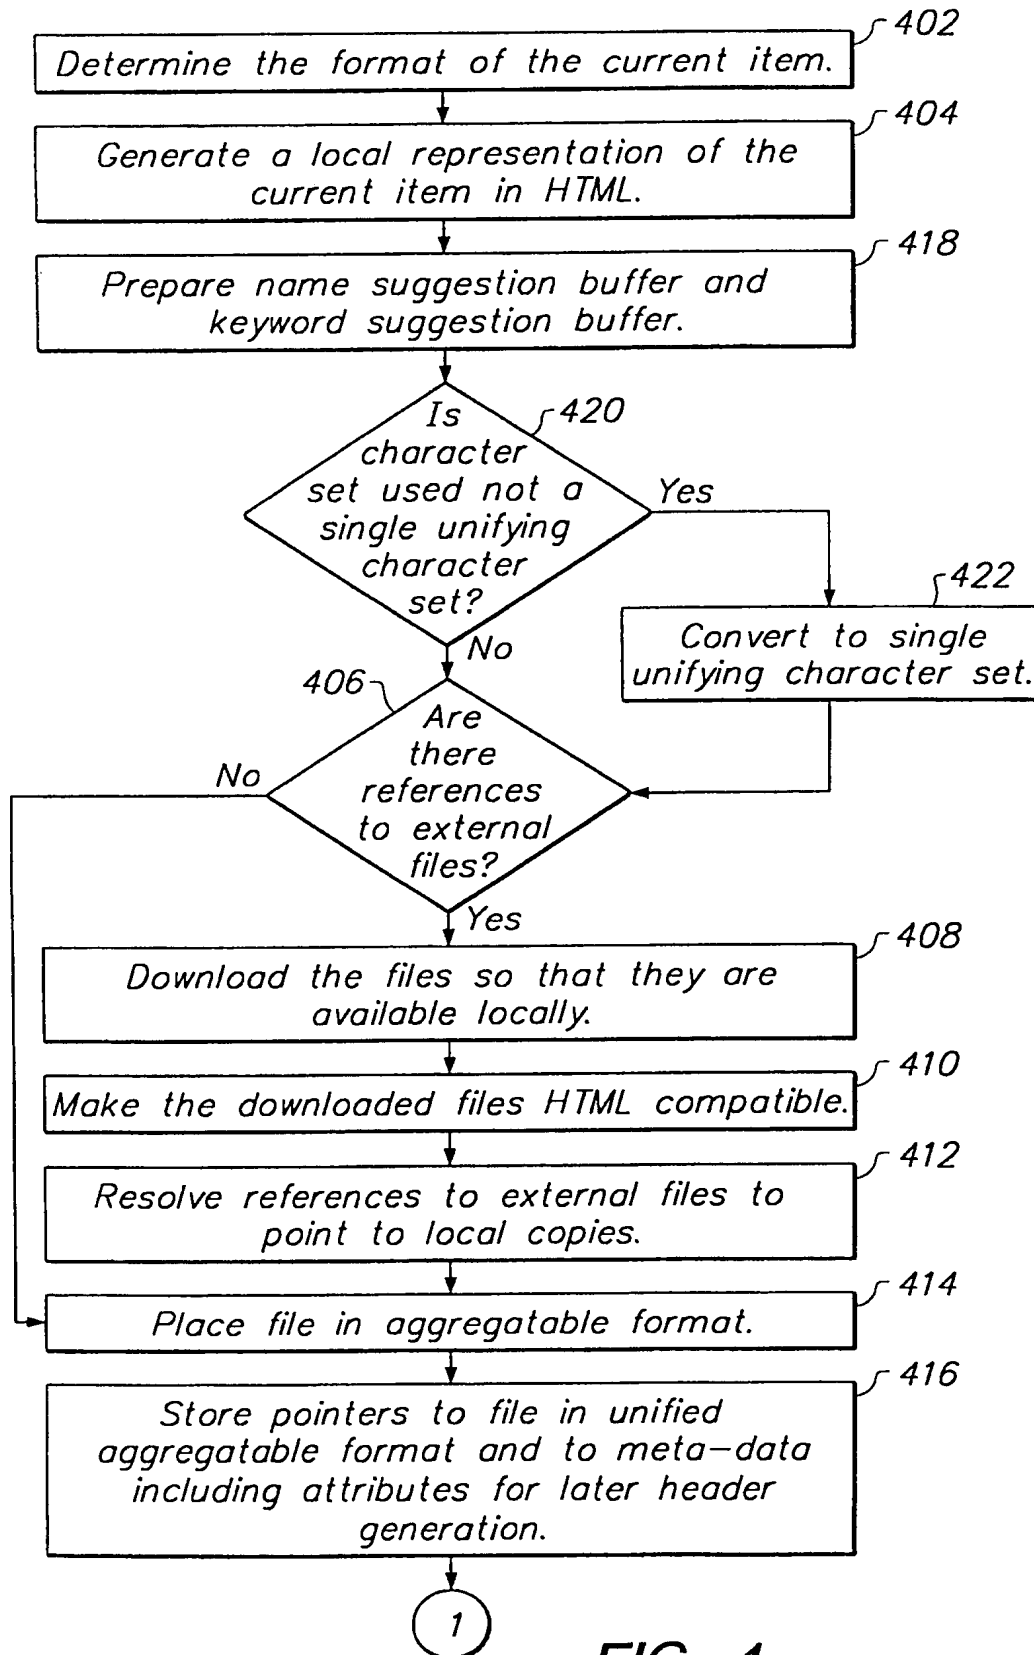 402
Determine the format of the current item.
404
Generate a local representation of the
current item in HTML.
418
Prepare name suggestion buffer and
keyword suggestion buffer.
420
Is
character
set used not a
single unifying
character
set?
Yes
422
Convert to single
unifying character set.
No
406
Are
there
references
to external
files?
No
Yes
408
Download the files so that they are
available locally.
410
Make the downloaded files HTML compatible.
412
Resolve references to external files to
point to local copies.
414
Place file in aggregatable format.
416
Store pointers to file in unified
aggregatable format and to meta-data
including attributes for later header
generation.
1